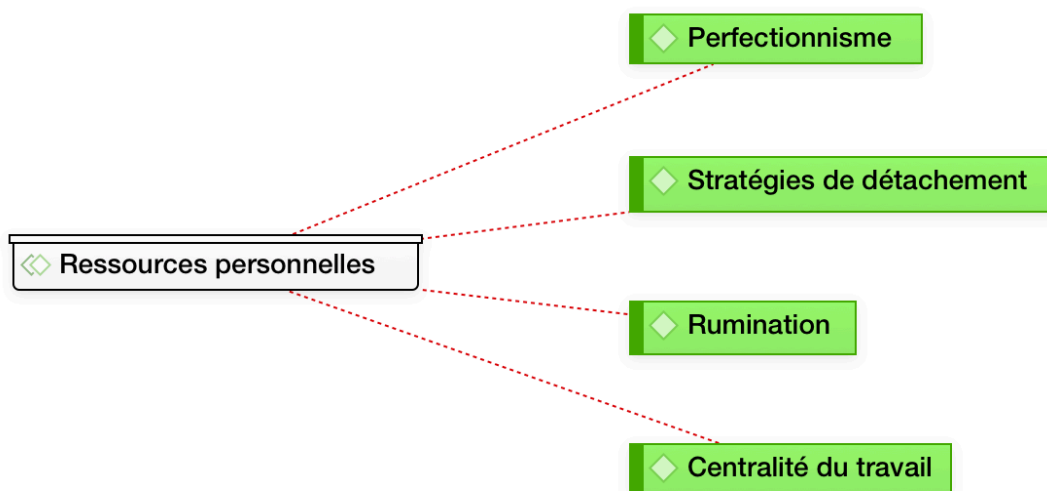 Perfectionnisme
Stratégies de détachement
Ressources personnelles
Rumination
Centralité du travail